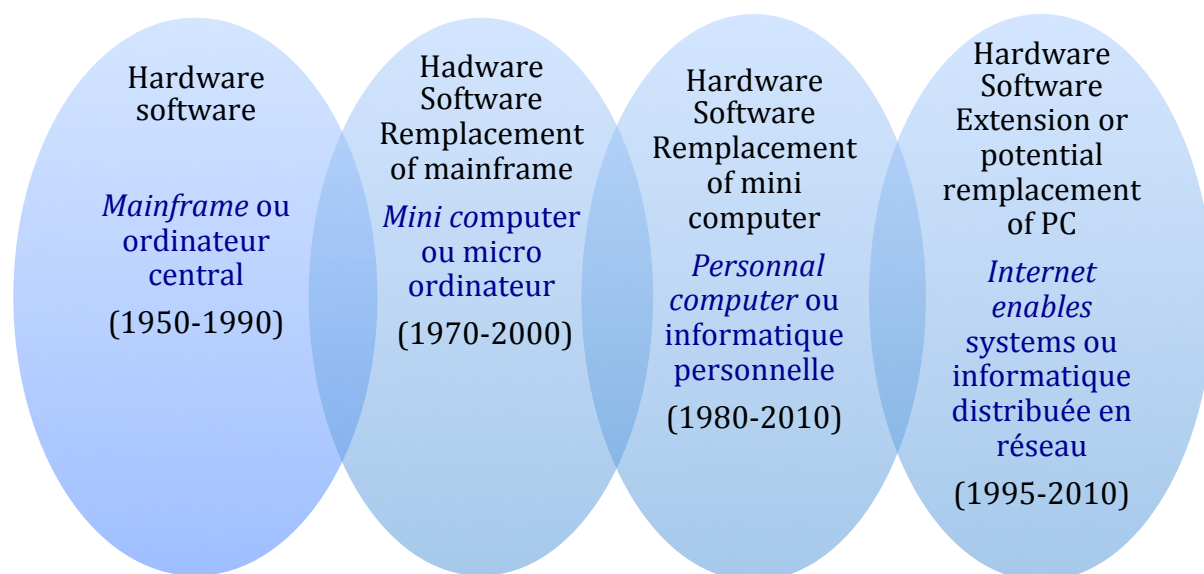 Hardware
software
Mainframe ou
ordinateur
central
(1950-1990)
Hadware
Software
Remplacement
of mainframe
Mini computer
ou micro
ordinateur
(1970-2000)
Hardware
Software
Remplacement
of mini
computer
Personnal
computer ou
informatique
personnelle
(1980-2010)
Hardware
Software
Extension or
potential
remplacement
of PC
Internet
enables
systems ou
informatique
distribuée en
réseau
(1995-2010)